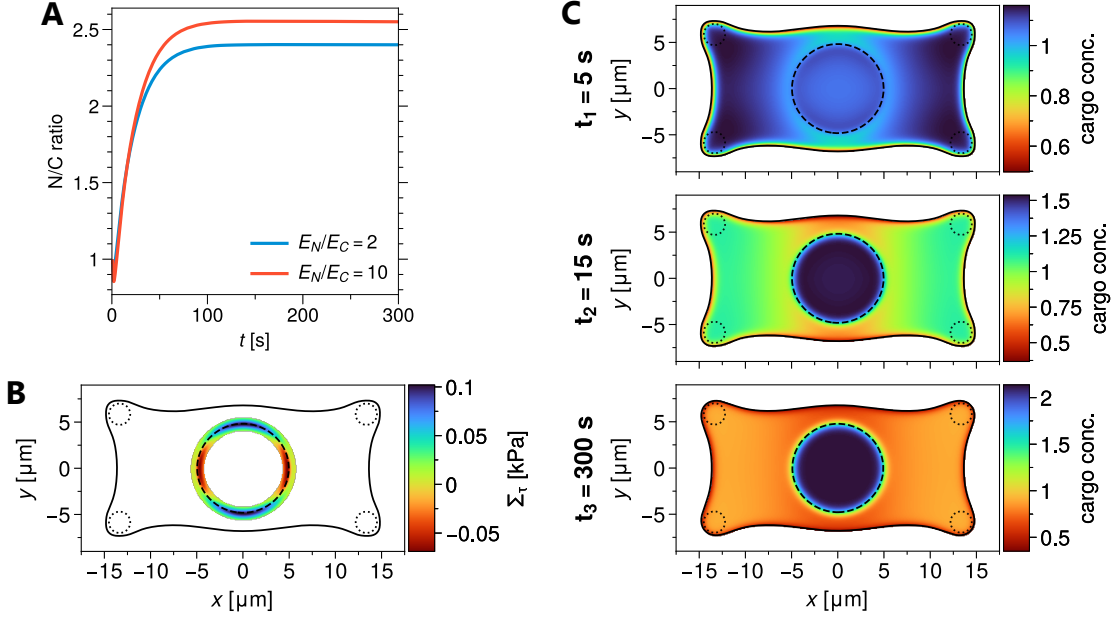 A
2.5
2
1.5
1
N/C ratio
E_N/E_C = 2
E_N/E_C = 10
0
100
200
300
t [s]
B
5
0
−5
y [μm]
−15
−10
−5
0
5
10
15
x [μm]
0.1
0.05
0
−0.05
Σ_τ [kPa]
C
t₁ = 5 s
y [μm]
5
0
−5
1
0.8
0.6
cargo conc.
t₂ = 15 s
y [μm]
5
0
−5
1.5
1.25
1
0.75
0.5
cargo conc.
t₃ = 300 s
y [μm]
5
0
−5
2
1.5
1
0.5
cargo conc.
−15
−10
−5
0
5
10
15
x [μm]